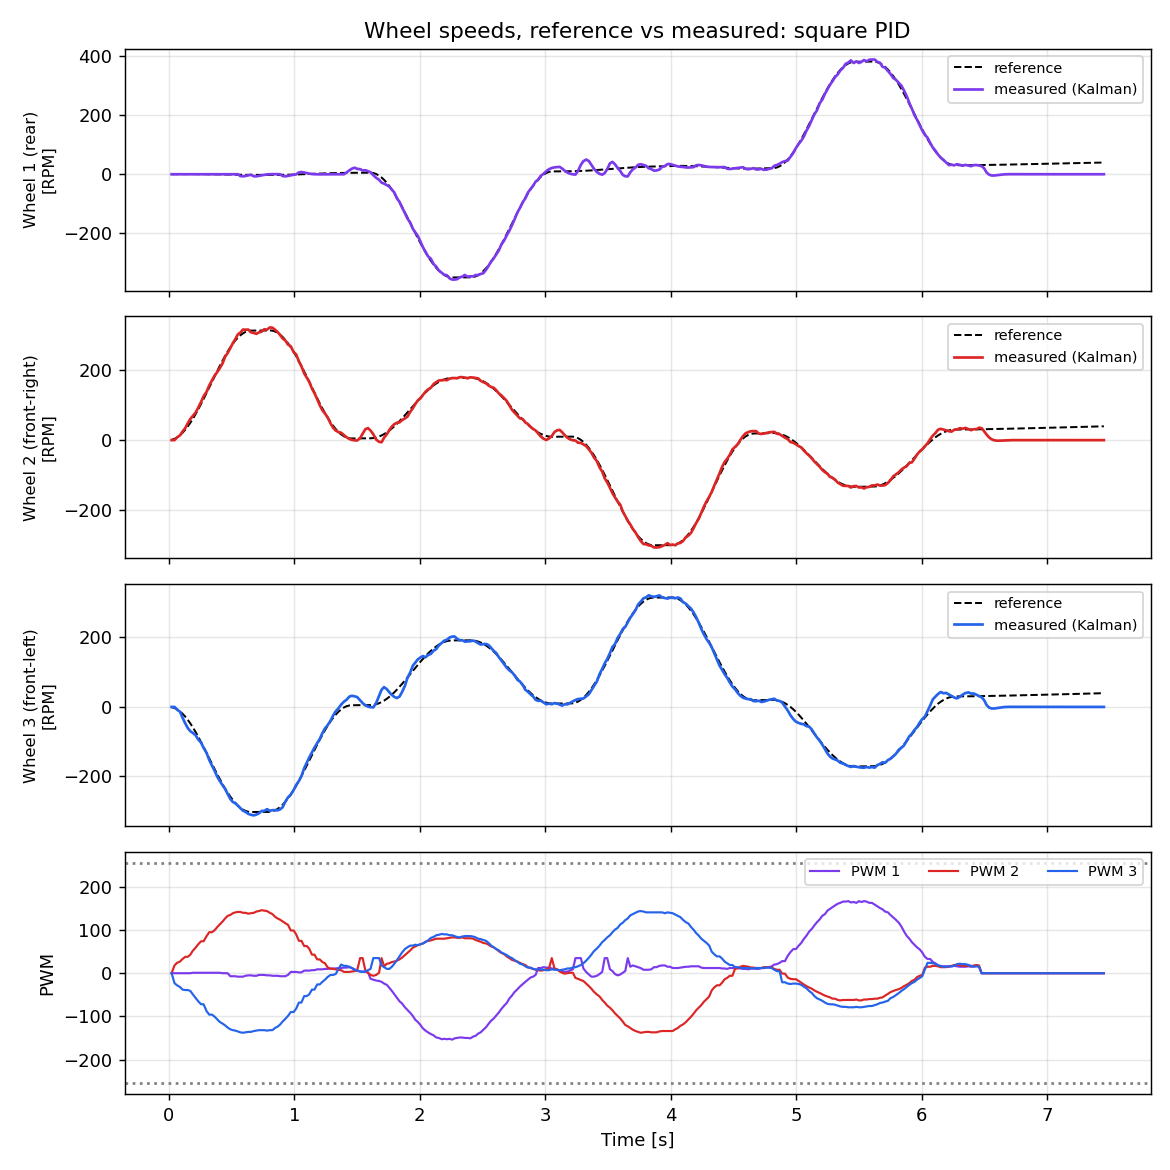 Wheel speeds, reference vs measured: square PID
Wheel 1 (rear)
[RPM]
400
200
0
−200
reference
measured (Kalman)
Wheel 2 (front-right)
[RPM]
200
0
−200
reference
measured (Kalman)
Wheel 3 (front-left)
[RPM]
200
0
−200
reference
measured (Kalman)
PWM
200
100
0
−100
−200
PWM 1 PWM 2 PWM 3
0 1 2 3 4 5 6 7
Time [s]